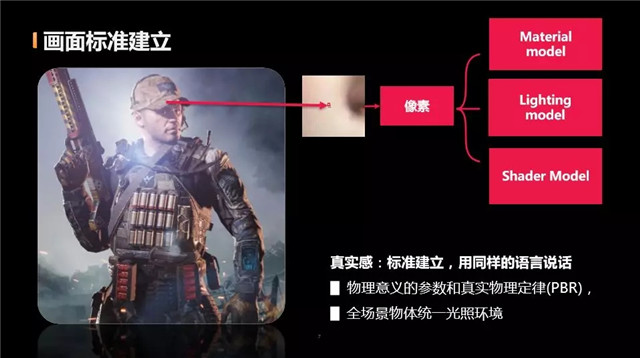 画面标准建立
像素
Material
model
Lighting
model
Shader Model
真实感：标准建立，用同样的语言说话
物理意义的参数和真实物理定律(PBR)，
全场景物体统一光照环境